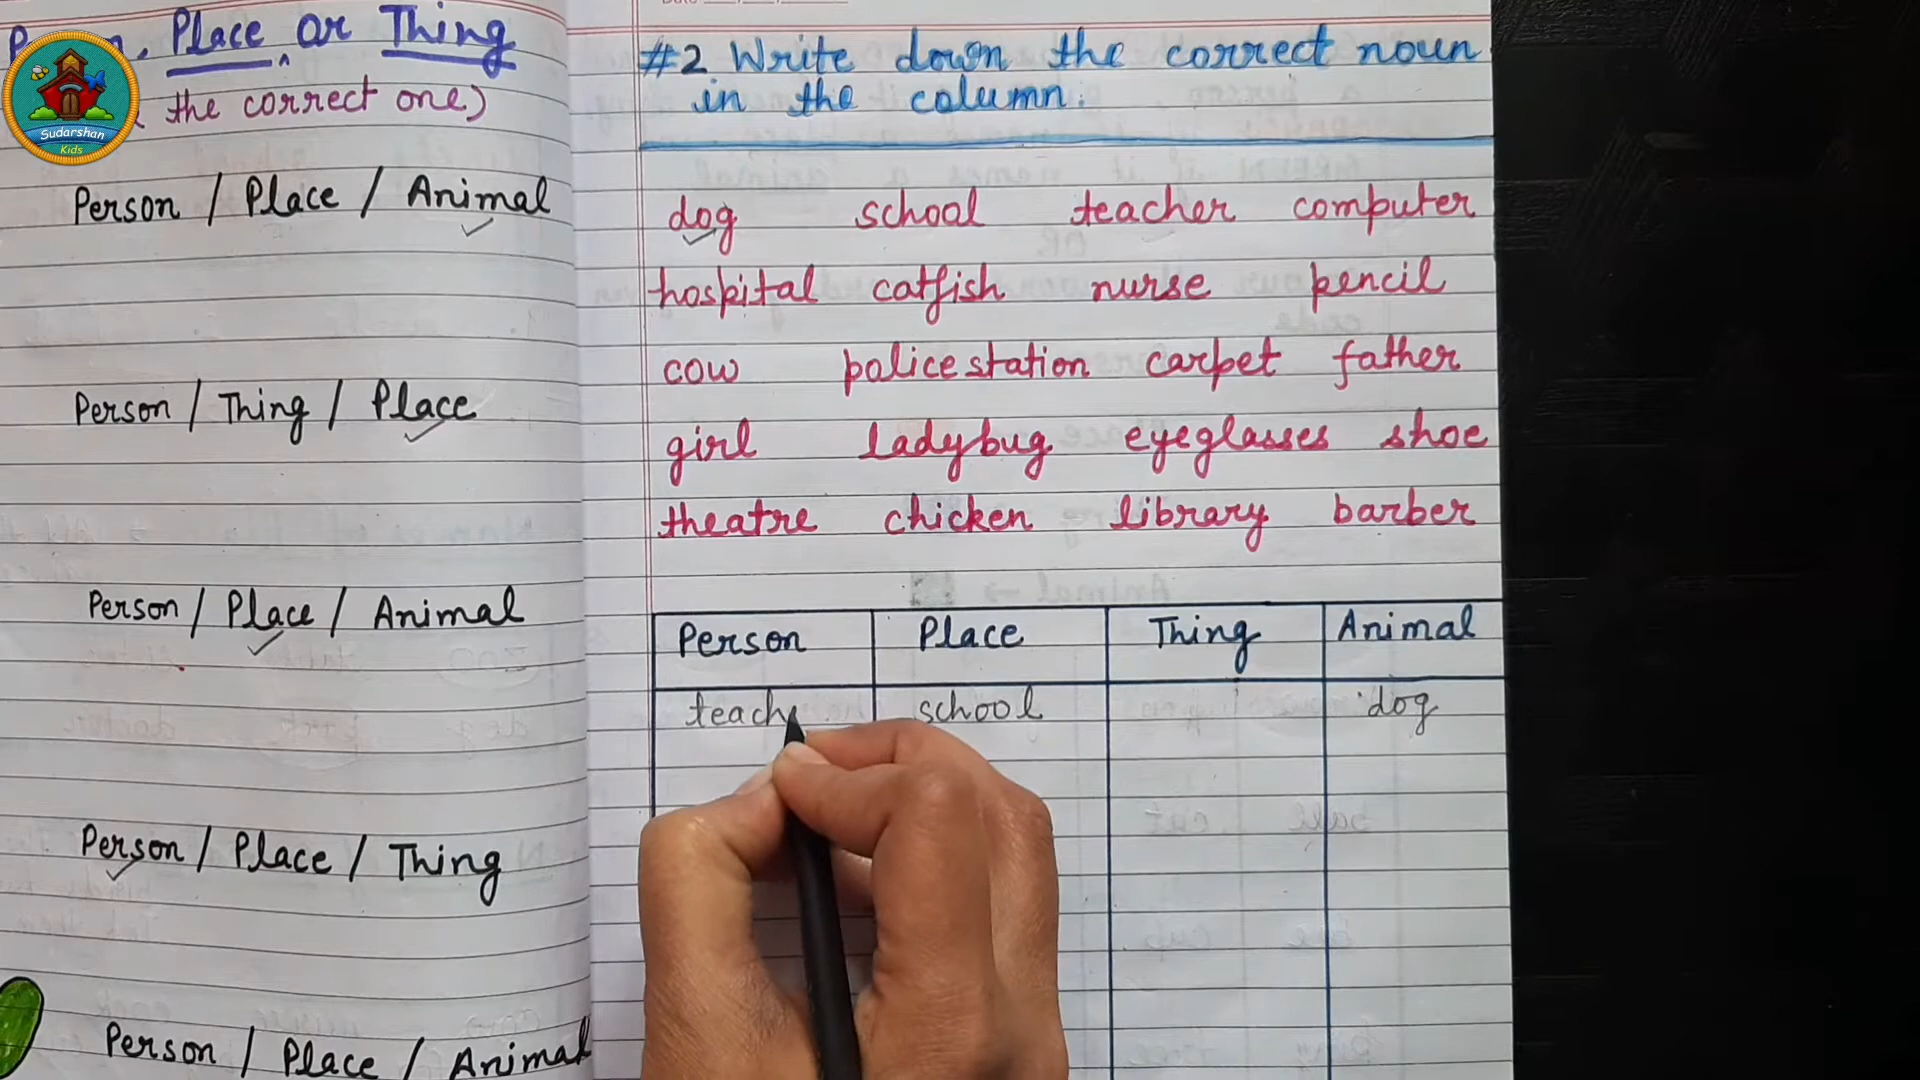 Place or Thing
the correct one)
Sudarshan
Kids
Person / Place / Animal
Person / Thing / Place
Person / Place / Animal
Person / Place / Thing
Person / Place / Animal
#2 Write down the correct noun
in the column.
dog school teacher computer
hospital catfish nurse pencil
cow police station carpet father
girl ladybug eyeglasses shoe
theatre chicken library barber
Person Place Thing Animal
teach school dog